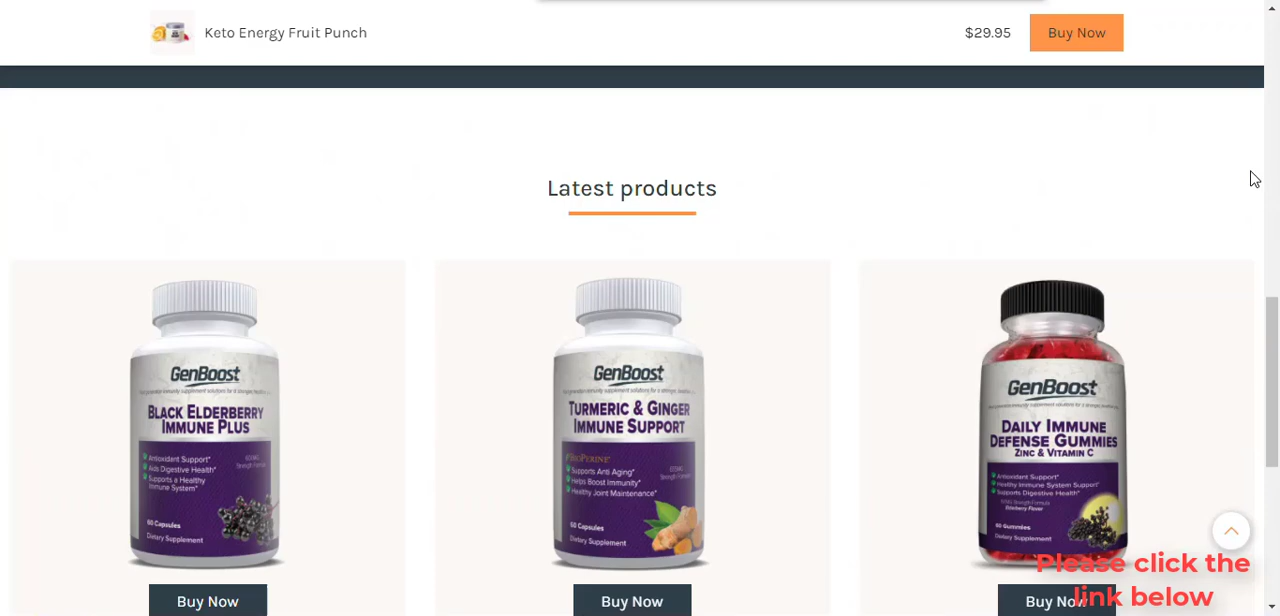 Keto Energy Fruit Punch
$29.95
Buy Now
Latest products
GenBoost
BLACK ELDERBERRY
IMMUNE PLUS
Antioxidant Support*
Aids Digestive Health*
Supports a Healthy
Immune System*
60 Capsules
Dietary Supplement
Buy Now
GenBoost
TURMERIC & GINGER
IMMUNE SUPPORT
BIOPERINE
Supports Anti Aging*
Helps Boost Immunity*
Healthy Joint Maintenance*
60 Capsules
Dietary Supplement
Buy Now
GenBoost
DAILY IMMUNE
DEFENSE GUMMIES
ZINC & VITAMIN C
Antioxidant Support*
Healthy Immune System Support*
Supports Digestive Health*
60 Gummies
Dietary Supplement
Buy Now
Please click the
link below